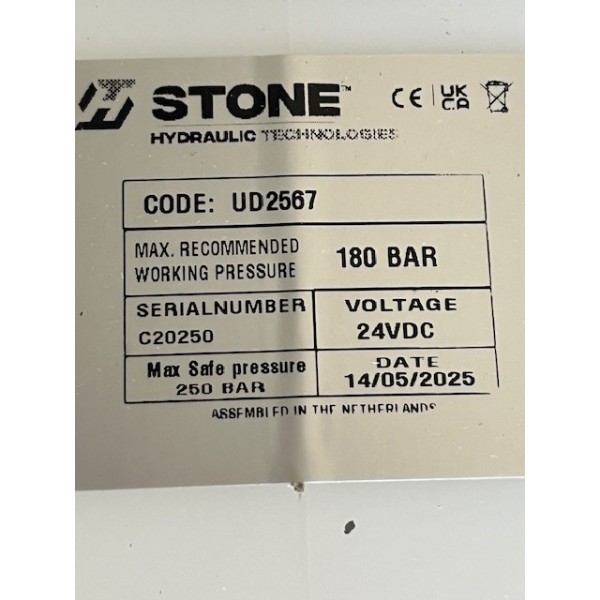 STONE™
HYDRAULIC TECHNOLOGIES
CE UK CA
CODE: UD2567
MAX. RECOMMENDED
WORKING PRESSURE
180 BAR
SERIALNUMBER
C20250
VOLTAGE
24VDC
Max Safe pressure
250 BAR
DATE
14/05/2025
ASSEMBLED IN THE NETHERLANDS